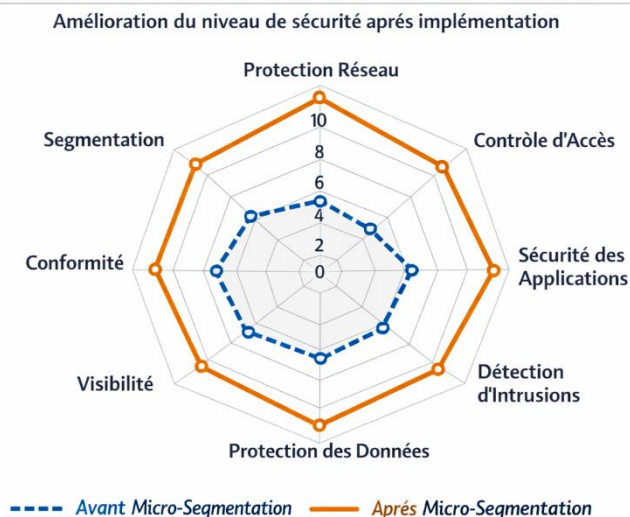 Amélioration du niveau de sécurité aprés implémentation
Protection Réseau
Segmentation
10
Contrôle d'Accès
8
6
4
Conformité
2
0
Sécurité des
Applications
Visibilité
Détection
d'Intrusions
Protection des Données
Avant Micro-Segmentation
Aprés Micro-Segmentation